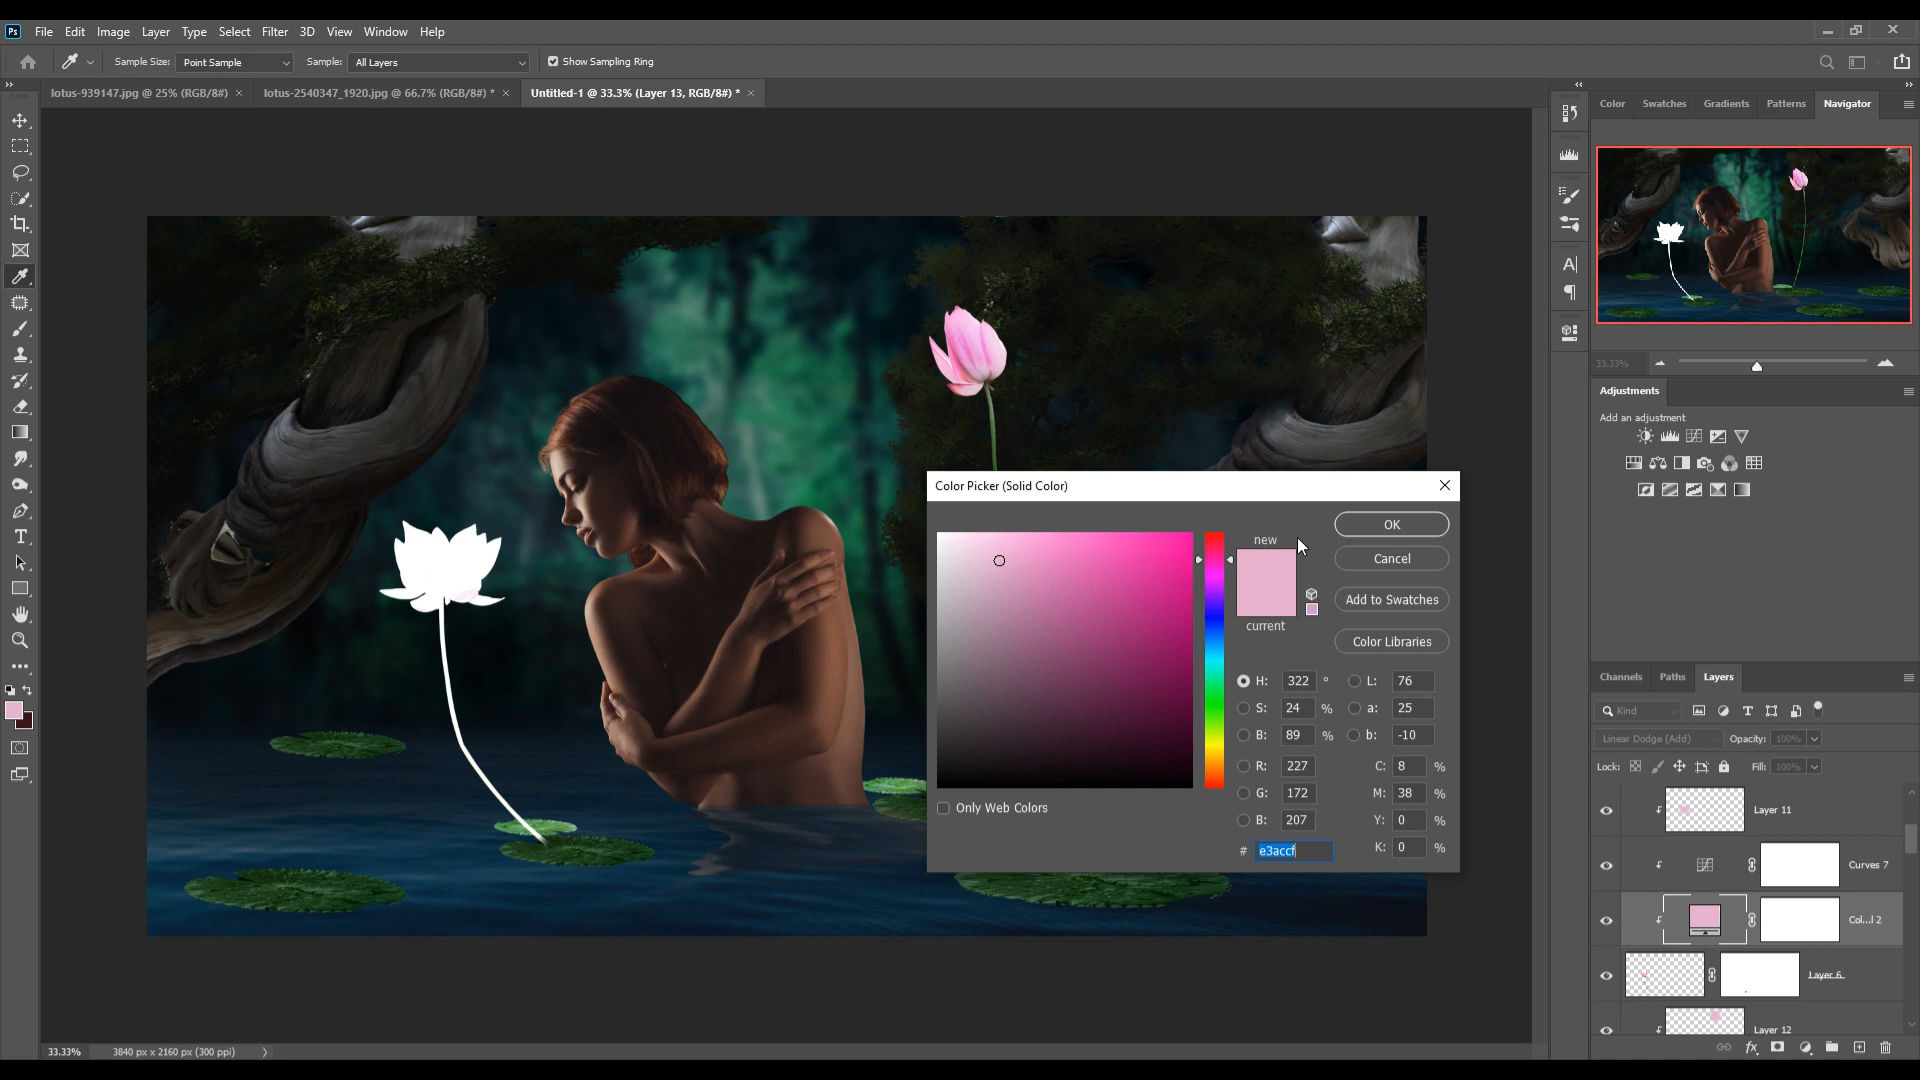 Ps File Edit Image Layer Type Select Filter 3D View Window Help
Sample Size: Point Sample Sample: All Layers Show Sampling Ring
lotus-939147.jpg @ 25% (RGB/8#) × lotus-2540347_1920.jpg @ 66.7% (RGB/8#) * × Untitled-1 @ 33.3% (Layer 13, RGB/8#) * ×
Color Swatches Gradients Patterns Navigator
33.33%
Adjustments
Add an adjustment
Color Picker (Solid Color)
new
current
OK
Cancel
Add to Swatches
Color Libraries
H: 322 ° L: 76
S: 24 % a: 25
B: 89 % b: -10
R: 227 C: 8 %
G: 172 M: 38 %
B: 207 Y: 0 %
# e3accf K: 0 %
Only Web Colors
Channels Paths Layers
Kind
Linear Dodge (Add) Opacity: 100%
Lock: Fill: 100%
Layer 11
Curves 7
Col...l 2
Layer 6
Layer 12
33.33% 3840 px x 2160 px (300 ppi)